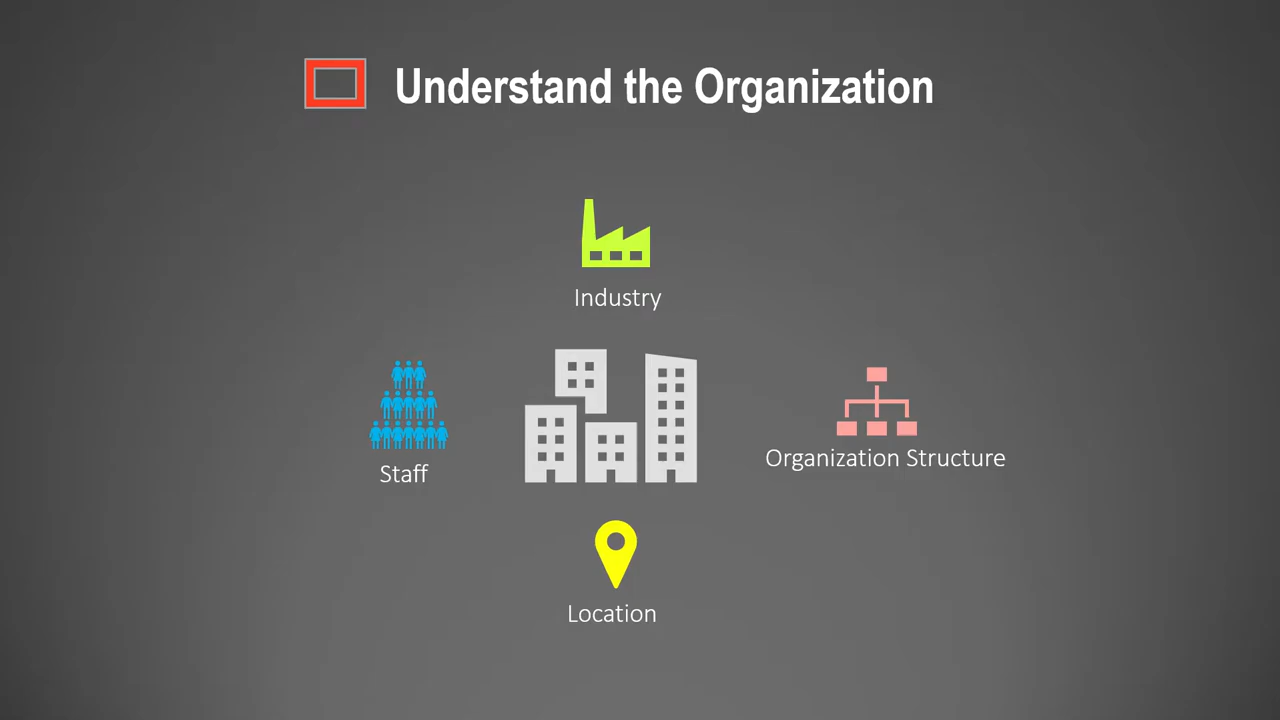 Understand the Organization
Industry
Staff
Organization Structure
Location